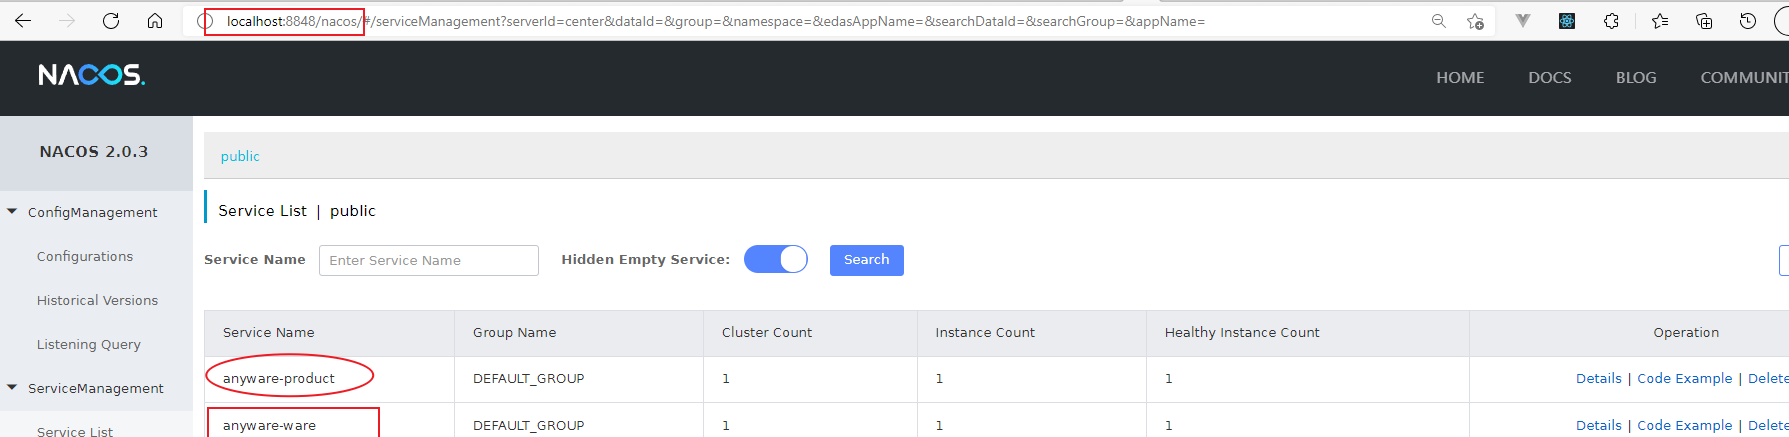 localhost:8848/nacos/#/serviceManagement?serverId=center&dataId=&group=&namespace=&edasAppName=&searchDataId=&searchGroup=&appName=
NACOS.
HOME DOCS BLOG COMMUNIT
NACOS 2.0.3
public
ConfigManagement
Service List | public
Configurations
Service Name Enter Service Name Hidden Empty Service: Search
Historical Versions
Listening Query
Service Name Group Name Cluster Count Instance Count Healthy Instance Count Operation
ServiceManagement
anyware-product DEFAULT_GROUP 1 1 1 Details | Code Example | Delete
Service List
anyware-ware DEFAULT_GROUP 1 1 1 Details | Code Example | Delete